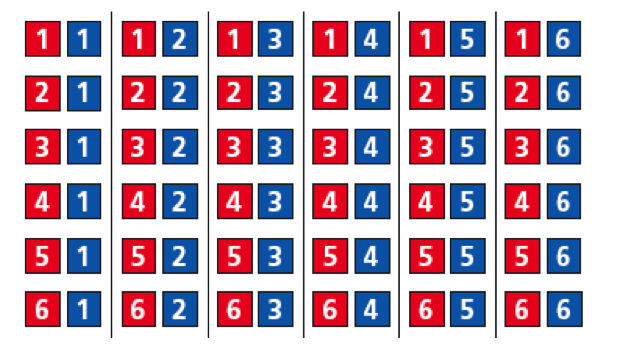 1 1 1 2 1 3 1 4 1 5 1 6
2 1 2 2 2 3 2 4 2 5 2 6
3 1 3 2 3 3 3 4 3 5 3 6
4 1 4 2 4 3 4 4 4 5 4 6
5 1 5 2 5 3 5 4 5 5 5 6
6 1 6 2 6 3 6 4 6 5 6 6